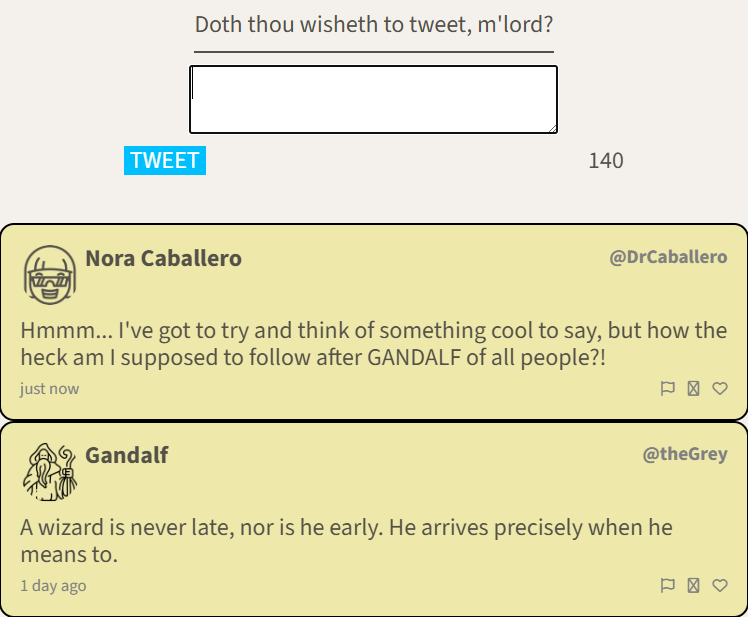 Doth thou wisheth to tweet, m'lord?
TWEET
140
Nora Caballero
@DrCaballero
Hmmm... I've got to try and think of something cool to say, but how the
heck am I supposed to follow after GANDALF of all people?!
just now
Gandalf
@theGrey
A wizard is never late, nor is he early. He arrives precisely when he
means to.
1 day ago